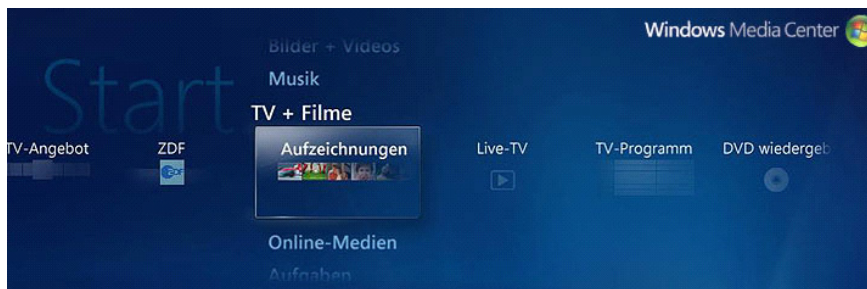 Windows Media Center
Start
Bilder + Videos
Musik
TV + Filme
TV-Angebot
ZDF
Aufzeichnungen
Live-TV
TV-Programm
DVD wiedergeb
ZDF
Online-Medien
Aufgaben